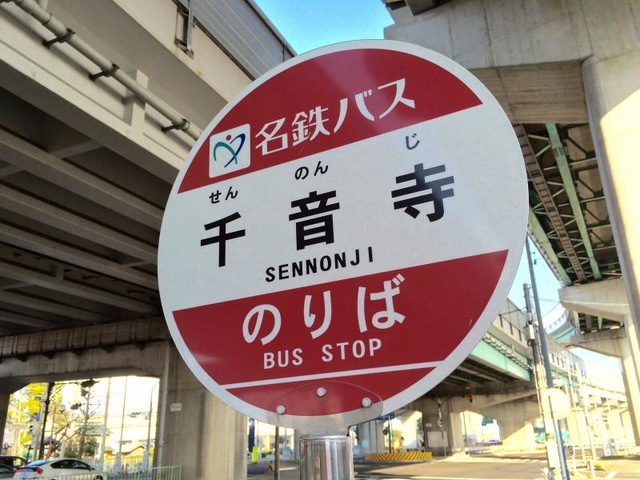 名鉄バス
せん のん じ
千音寺
SENNONJI
のりば
BUS STOP